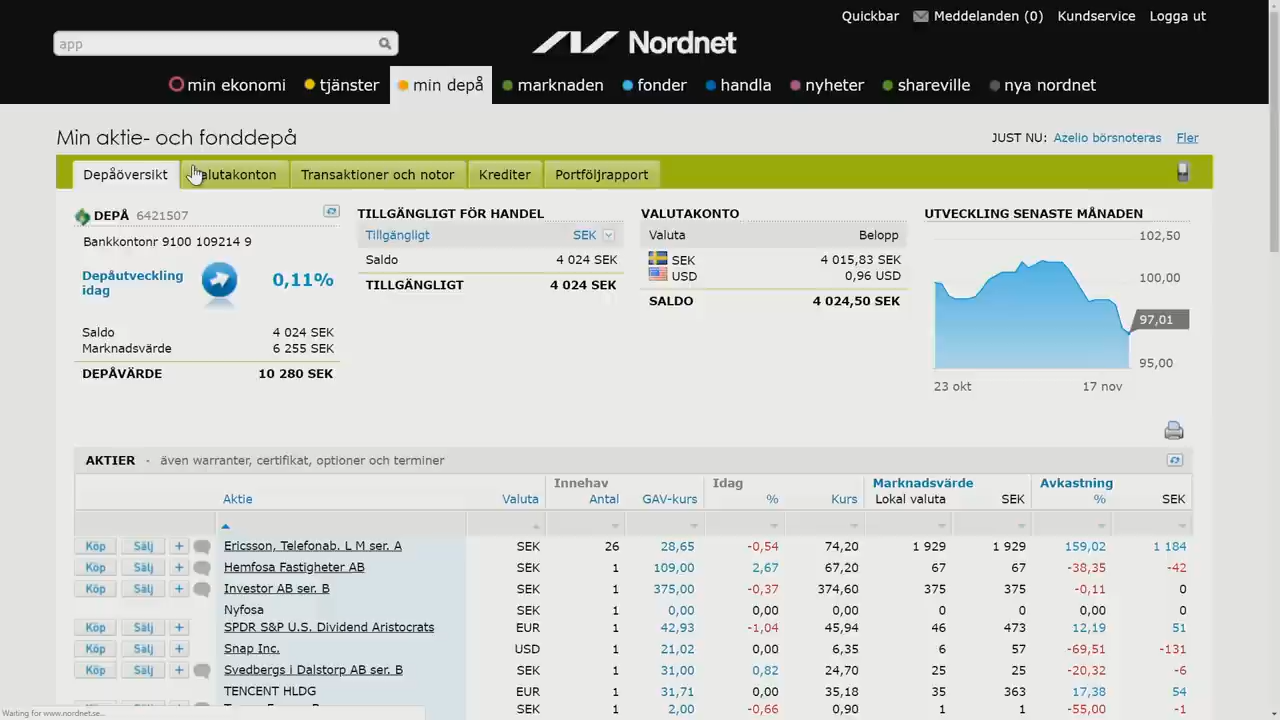 Quickbar Meddelanden (0) Kundservice Logga ut
app
Nordnet
min ekonomi tjänster min depå marknaden fonder handla nyheter shareville nya nordnet
Min aktie- och fonddepå
JUST NU: Azelio börsnoteras Fler
Depåöversikt alutakonton Transaktioner och notor Krediter Portföljrapport
DEPÅ 6421507
Bankkontonr 9100 109214 9
Depåutveckling
idag
0,11%
Saldo 4 024 SEK
Marknadsvärde 6 255 SEK
DEPÅVÄRDE 10 280 SEK
TILLGÄNGLIGT FÖR HANDEL
Tillgängligt SEK
Saldo 4 024 SEK
TILLGÄNGLIGT 4 024 SEK
VALUTAKONTO
Valuta Belopp
SEK 4 015,83 SEK
USD 0,96 USD
SALDO 4 024,50 SEK
UTVECKLING SENASTE MÅNADEN
102,50
100,00
97,01
95,00
23 okt 17 nov
AKTIER - även warranter, certifikat, optioner och terminer
Innehav Idag Marknadsvärde Avkastning
Aktie Valuta Antal GAV-kurs % Kurs Lokal valuta SEK % SEK
Köp Sälj + Ericsson, Telefonab. L M ser. A SEK 26 28,65 -0,54 74,20 1 929 1 929 159,02 1 184
Köp Sälj + Hemfosa Fastigheter AB SEK 1 109,00 2,67 67,20 67 67 -38,35 -42
Köp Sälj + Investor AB ser. B SEK 1 375,00 -0,37 374,60 375 375 -0,11 0
Nyfosa SEK 1 0,00 0,00 0,00 0 0 0,00 0
Köp Sälj + SPDR S&P U.S. Dividend Aristocrats EUR 1 42,93 -1,04 45,94 46 473 12,19 51
Köp Sälj + Snap Inc. USD 1 21,02 0,00 6,35 6 57 -69,51 -131
Köp Sälj + Svedbergs i Dalstorp AB ser. B SEK 1 31,00 0,82 24,70 25 25 -20,32 -6
TENCENT HLDG EUR 1 31,71 0,00 35,18 35 363 17,38 54
SEK 1 2,00 -0,66 0,90 1 1 -55,00 -1
Waiting for www.nordnet.se...